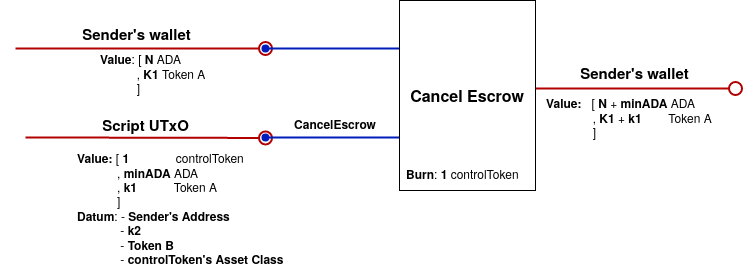 Sender's wallet
Value: [ N ADA
, K1 Token A
]
Script UTxO
CancelEscrow
Value: [ 1 controlToken
, minADA ADA
, k1 Token A
]
Datum: - Sender's Address
- k2
- Token B
- controlToken's Asset Class
Cancel Escrow
Burn: 1 controlToken
Sender's wallet
Value: [ N + minADA ADA
, K1 + k1 Token A
]